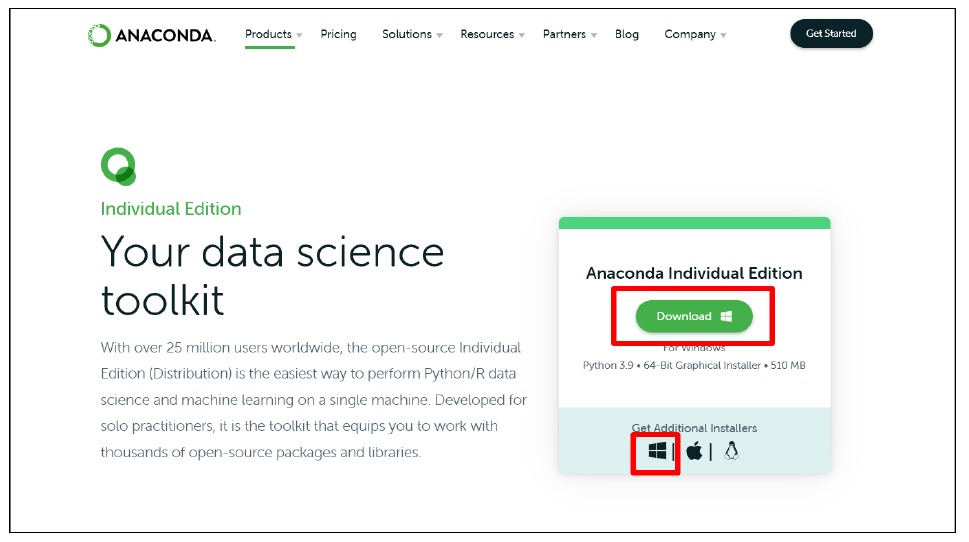 ANACONDA.
Products Pricing Solutions Resources Partners Blog Company
Get Started
Individual Edition
Your data science
toolkit
With over 25 million users worldwide, the open-source Individual
Edition (Distribution) is the easiest way to perform Python/R data
science and machine learning on a single machine. Developed for
solo practitioners, it is the toolkit that equips you to work with
thousands of open-source packages and libraries.
Anaconda Individual Edition
Download
For Windows
Python 3.9 • 64-Bit Graphical Installer • 510 MB
Get Additional Installers
| |